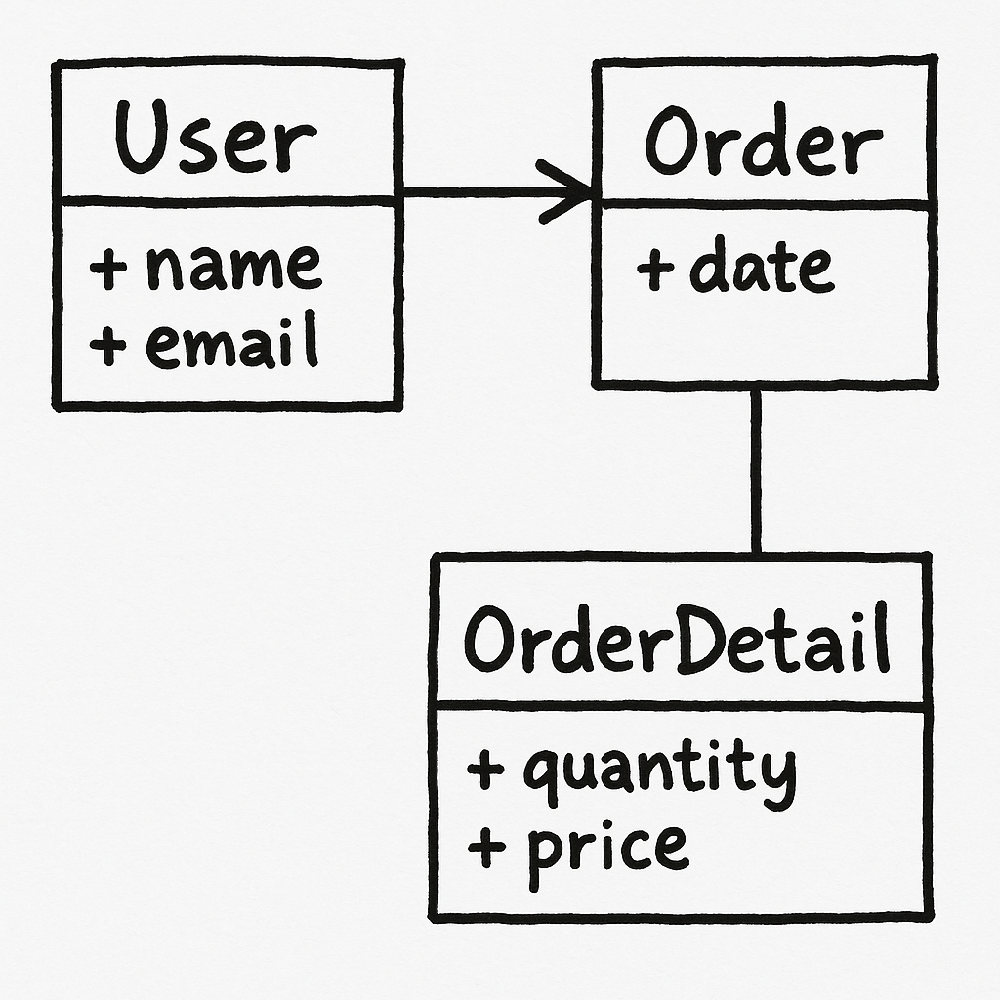 User
+ name
+ email
Order
+ date
OrderDetail
+ quantity
+ price